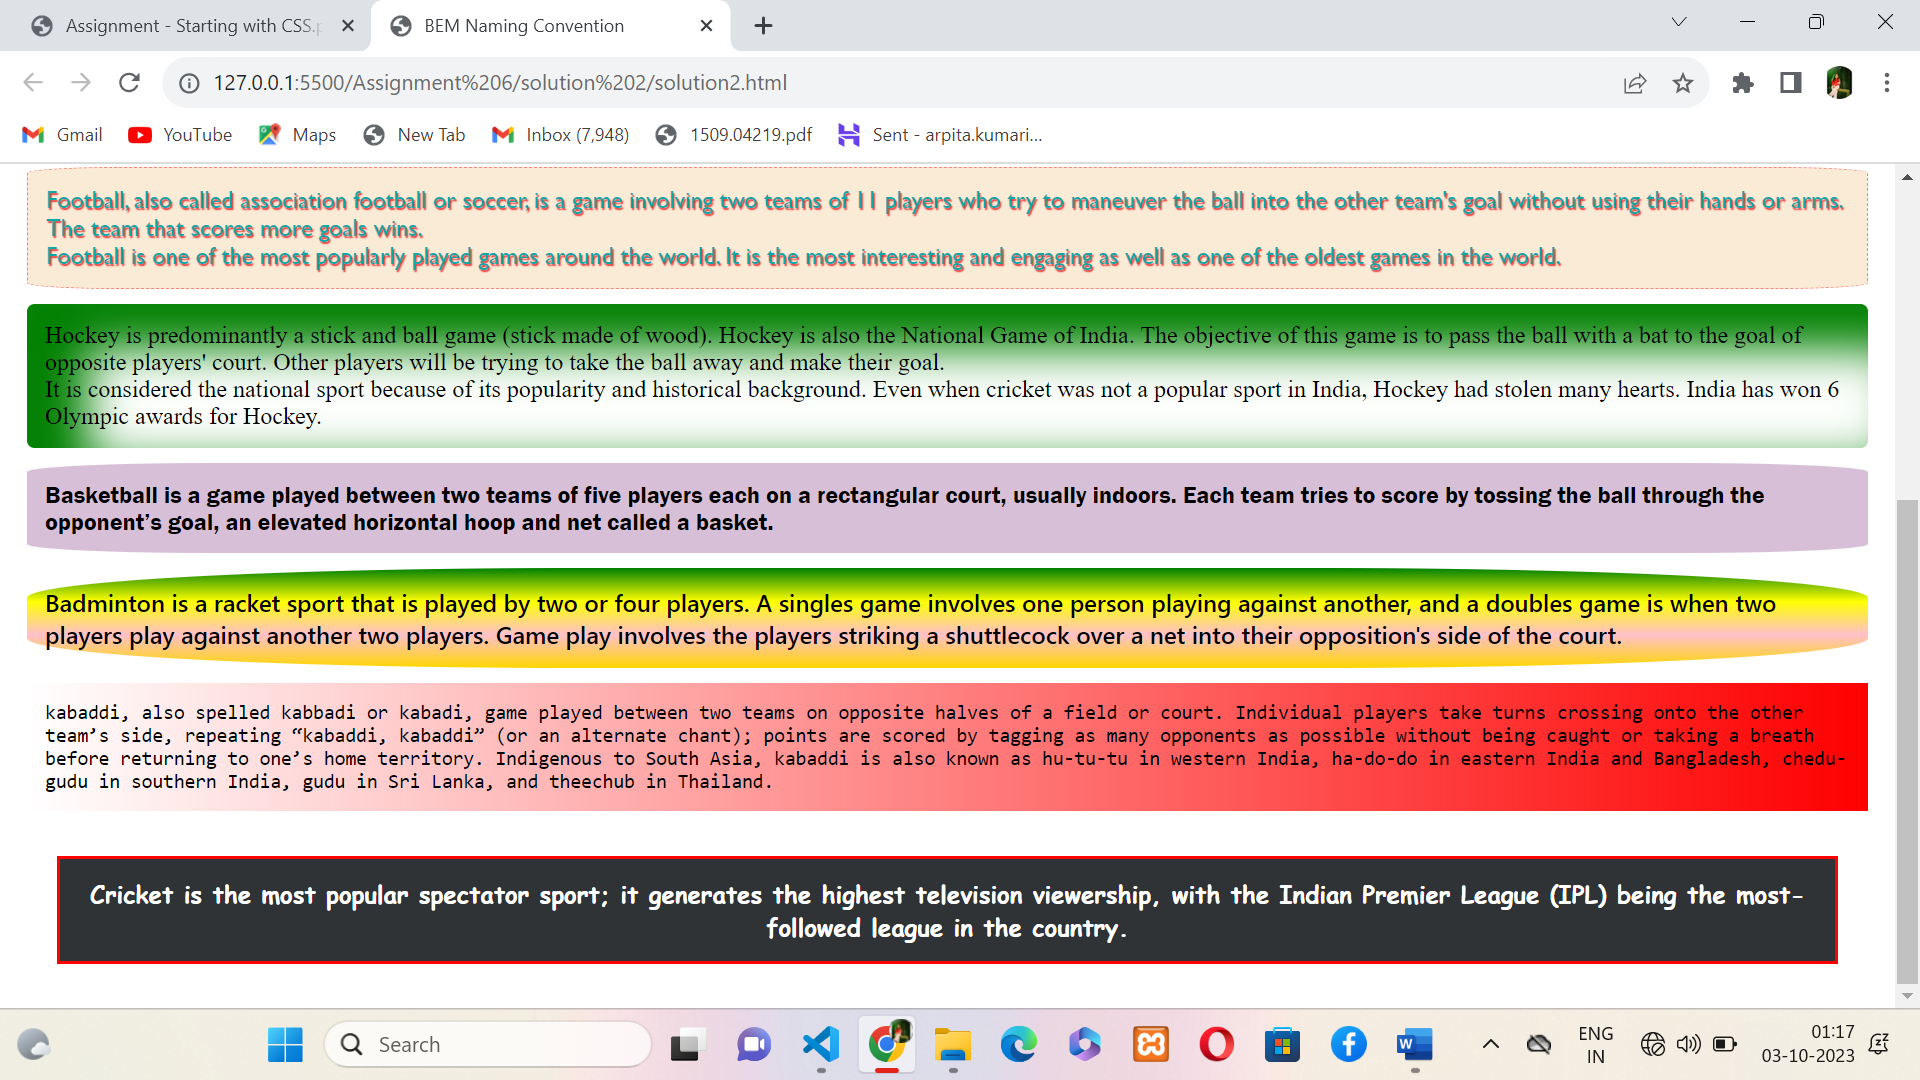 Assignment - Starting with CSS.p
BEM Naming Convention
127.0.0.1:5500/Assignment%206/solution%202/solution2.html
Gmail
YouTube
Maps
New Tab
Inbox (7,948)
1509.04219.pdf
Sent - arpita.kumari...
Football, also called association football or soccer, is a game involving two teams of 11 players who try to maneuver the ball into the other team's goal without using their hands or arms.
The team that scores more goals wins.
Football is one of the most popularly played games around the world. It is the most interesting and engaging as well as one of the oldest games in the world.
Hockey is predominantly a stick and ball game (stick made of wood). Hockey is also the National Game of India. The objective of this game is to pass the ball with a bat to the goal of
opposite players' court. Other players will be trying to take the ball away and make their goal.
It is considered the national sport because of its popularity and historical background. Even when cricket was not a popular sport in India, Hockey had stolen many hearts. India has won 6
Olympic awards for Hockey.
Basketball is a game played between two teams of five players each on a rectangular court, usually indoors. Each team tries to score by tossing the ball through the
opponent’s goal, an elevated horizontal hoop and net called a basket.
Badminton is a racket sport that is played by two or four players. A singles game involves one person playing against another, and a doubles game is when two
players play against another two players. Game play involves the players striking a shuttlecock over a net into their opposition's side of the court.
kabaddi, also spelled kabbadi or kabadi, game played between two teams on opposite halves of a field or court. Individual players take turns crossing onto the other
team’s side, repeating “kabaddi, kabaddi” (or an alternate chant); points are scored by tagging as many opponents as possible without being caught or taking a breath
before returning to one’s home territory. Indigenous to South Asia, kabaddi is also known as hu-tu-tu in western India, ha-do-do in eastern India and Bangladesh, chedu-
gudu in southern India, gudu in Sri Lanka, and theechub in Thailand.
Cricket is the most popular spectator sport; it generates the highest television viewership, with the Indian Premier League (IPL) being the most-
followed league in the country.
Search
ENG
IN
01:17
03-10-2023